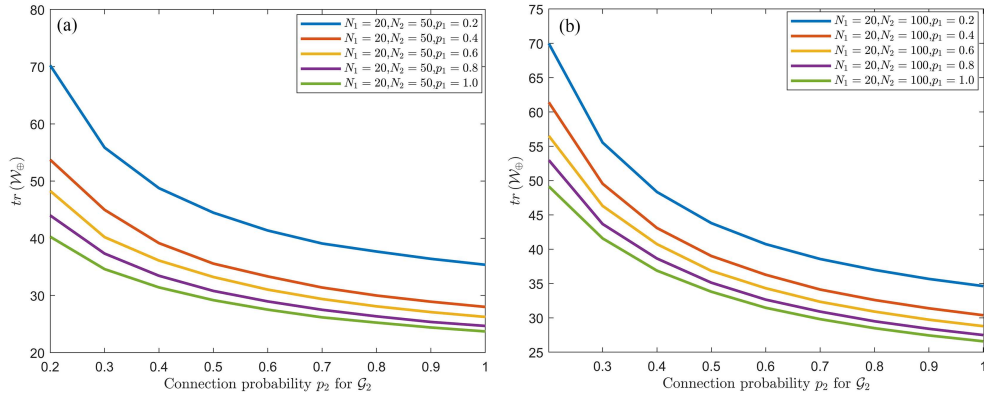 (a)
N₁ = 20,N₂ = 50,p₁ = 0.2
N₁ = 20,N₂ = 50,p₁ = 0.4
N₁ = 20,N₂ = 50,p₁ = 0.6
N₁ = 20,N₂ = 50,p₁ = 0.8
N₁ = 20,N₂ = 50,p₁ = 1.0
80
70
60
50
40
30
20
tr (𝒲⊕)
0.2 0.3 0.4 0.5 0.6 0.7 0.8 0.9 1
Connection probability p₂ for 𝒢₂
(b)
N₁ = 20,N₂ = 100,p₁ = 0.2
N₁ = 20,N₂ = 100,p₁ = 0.4
N₁ = 20,N₂ = 100,p₁ = 0.6
N₁ = 20,N₂ = 100,p₁ = 0.8
N₁ = 20,N₂ = 100,p₁ = 1.0
75
70
65
60
55
50
45
40
35
30
25
tr (𝒲⊕)
0.3 0.4 0.5 0.6 0.7 0.8 0.9 1
Connection probability p₂ for 𝒢₂